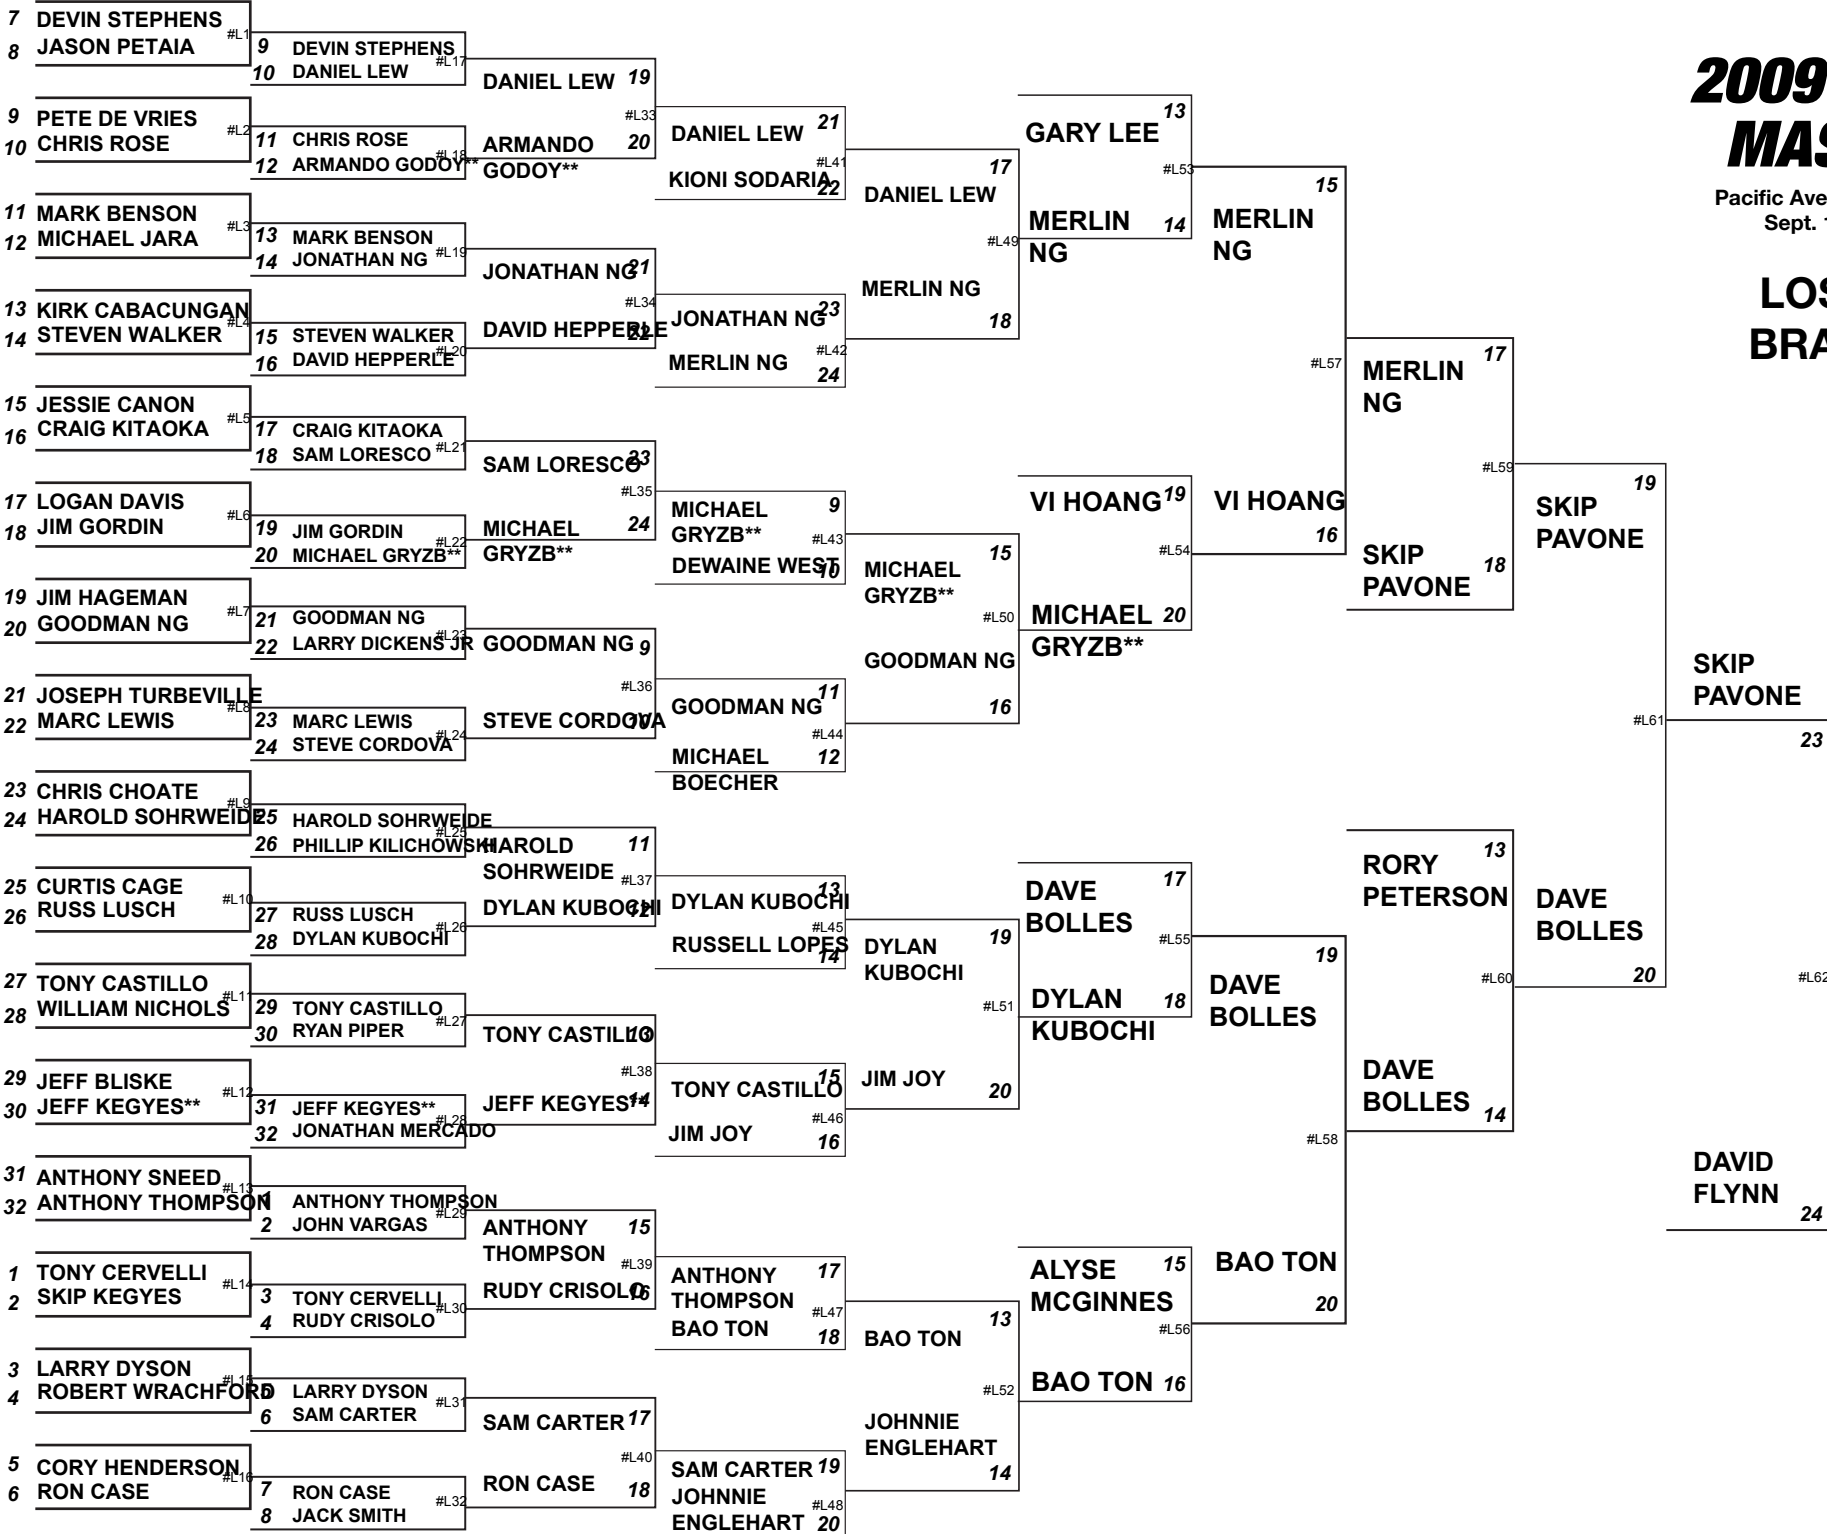 7 DEVIN STEPHENS
8 JASON PETAIA
#L1
9 PETE DE VRIES
10 CHRIS ROSE
#L2
11 MARK BENSON
12 MICHAEL JARA
#L3
13 KIRK CABACUNGAN
14 STEVEN WALKER
#L4
15 JESSIE CANON
16 CRAIG KITAOKA
#L5
17 LOGAN DAVIS
18 JIM GORDIN
#L6
19 JIM HAGEMAN
20 GOODMAN NG
#L7
21 JOSEPH TURBEVILLE
22 MARC LEWIS
#L8
23 CHRIS CHOATE
24 HAROLD SOHRWEIDE
#L9
25 CURTIS CAGE
26 RUSS LUSCH
#L10
27 TONY CASTILLO
28 WILLIAM NICHOLS
#L11
29 JEFF BLISKE
30 JEFF KEGYES**
#L12
31 ANTHONY SNEED
32 ANTHONY THOMPSON
#L13
1 TONY CERVELLI
2 SKIP KEGYES
#L14
3 LARRY DYSON
4 ROBERT WRACHFORD
#L15
5 CORY HENDERSON
6 RON CASE
#L16
9 DEVIN STEPHENS
10 DANIEL LEW
#L17
11 CHRIS ROSE
12 ARMANDO GODOY**
#L18
13 MARK BENSON
14 JONATHAN NG
#L19
15 STEVEN WALKER
16 DAVID HEPPERLE
#L20
17 CRAIG KITAOKA
18 SAM LORESCO
#L21
19 JIM GORDIN
20 MICHAEL GRYZB**
#L22
21 GOODMAN NG
22 LARRY DICKENS JR
#L23
23 MARC LEWIS
24 STEVE CORDOVA
#L24
25 HAROLD SOHRWEIDE
26 PHILLIP KILICHOWSKI
#L25
27 RUSS LUSCH
28 DYLAN KUBOCHI
#L26
29 TONY CASTILLO
30 RYAN PIPER
#L27
31 JEFF KEGYES**
32 JONATHAN MERCADO
#L28
1 ANTHONY THOMPSON
2 JOHN VARGAS
#L29
3 TONY CERVELLI
4 RUDY CRISOLO
#L30
5 LARRY DYSON
6 SAM CARTER
#L31
7 RON CASE
8 JACK SMITH
#L32
DANIEL LEW 19
#L33
ARMANDO 20
GODOY**
JONATHAN NG 21
#L34
DAVID HEPPERLE 22
SAM LORESCO 23
#L35
MICHAEL 24
GRYZB**
GOODMAN NG 9
#L36
STEVE CORDOVA 10
HAROLD 11
SOHRWEIDE
#L37
DYLAN KUBOCHI 12
TONY CASTILLO 13
#L38
JEFF KEGYES** 14
ANTHONY 15
THOMPSON
#L39
RUDY CRISOLO 16
SAM CARTER 17
#L40
RON CASE 18
DANIEL LEW 21
#L41
KIONI SODARIA 22
JONATHAN NG 23
#L42
MERLIN NG 24
MICHAEL 9
GRYZB**
#L43
DEWAINE WEST 10
GOODMAN NG 11
#L44
MICHAEL 12
BOECHER
DYLAN KUBOCHI 13
#L45
RUSSELL LOPES 14
TONY CASTILLO 15
#L46
JIM JOY 16
ANTHONY 17
THOMPSON
#L47
BAO TON 18
SAM CARTER 19
JOHNNIE
#L48
ENGLEHART 20
17
DANIEL LEW
#L49
MERLIN NG
18
15
MICHAEL
GRYZB**
#L50
GOODMAN NG
16
19
DYLAN
KUBOCHI
#L51
JIM JOY 20
13
BAO TON
#L52
JOHNNIE
ENGLEHART
14
13
GARY LEE
#L53
MERLIN 14
NG
VI HOANG 19
#L54
MICHAEL 20
GRYZB**
DAVE 17
BOLLES
#L55
DYLAN 18
KUBOCHI
ALYSE 15
MCGINNES
#L56
BAO TON 16
15
MERLIN
NG
#L57
VI HOANG
16
19
DAVE
BOLLES
#L58
BAO TON
20
17
MERLIN
NG
#L59
SKIP 18
PAVONE
13
RORY
PETERSON
#L60
DAVE
BOLLES 14
19
SKIP
PAVONE
#L61
DAVE
BOLLES
20
SKIP
PAVONE
23
#L62
DAVID
FLYNN
24
2009
MAS
Pacific Ave
Sept. 1
LOS
BRA